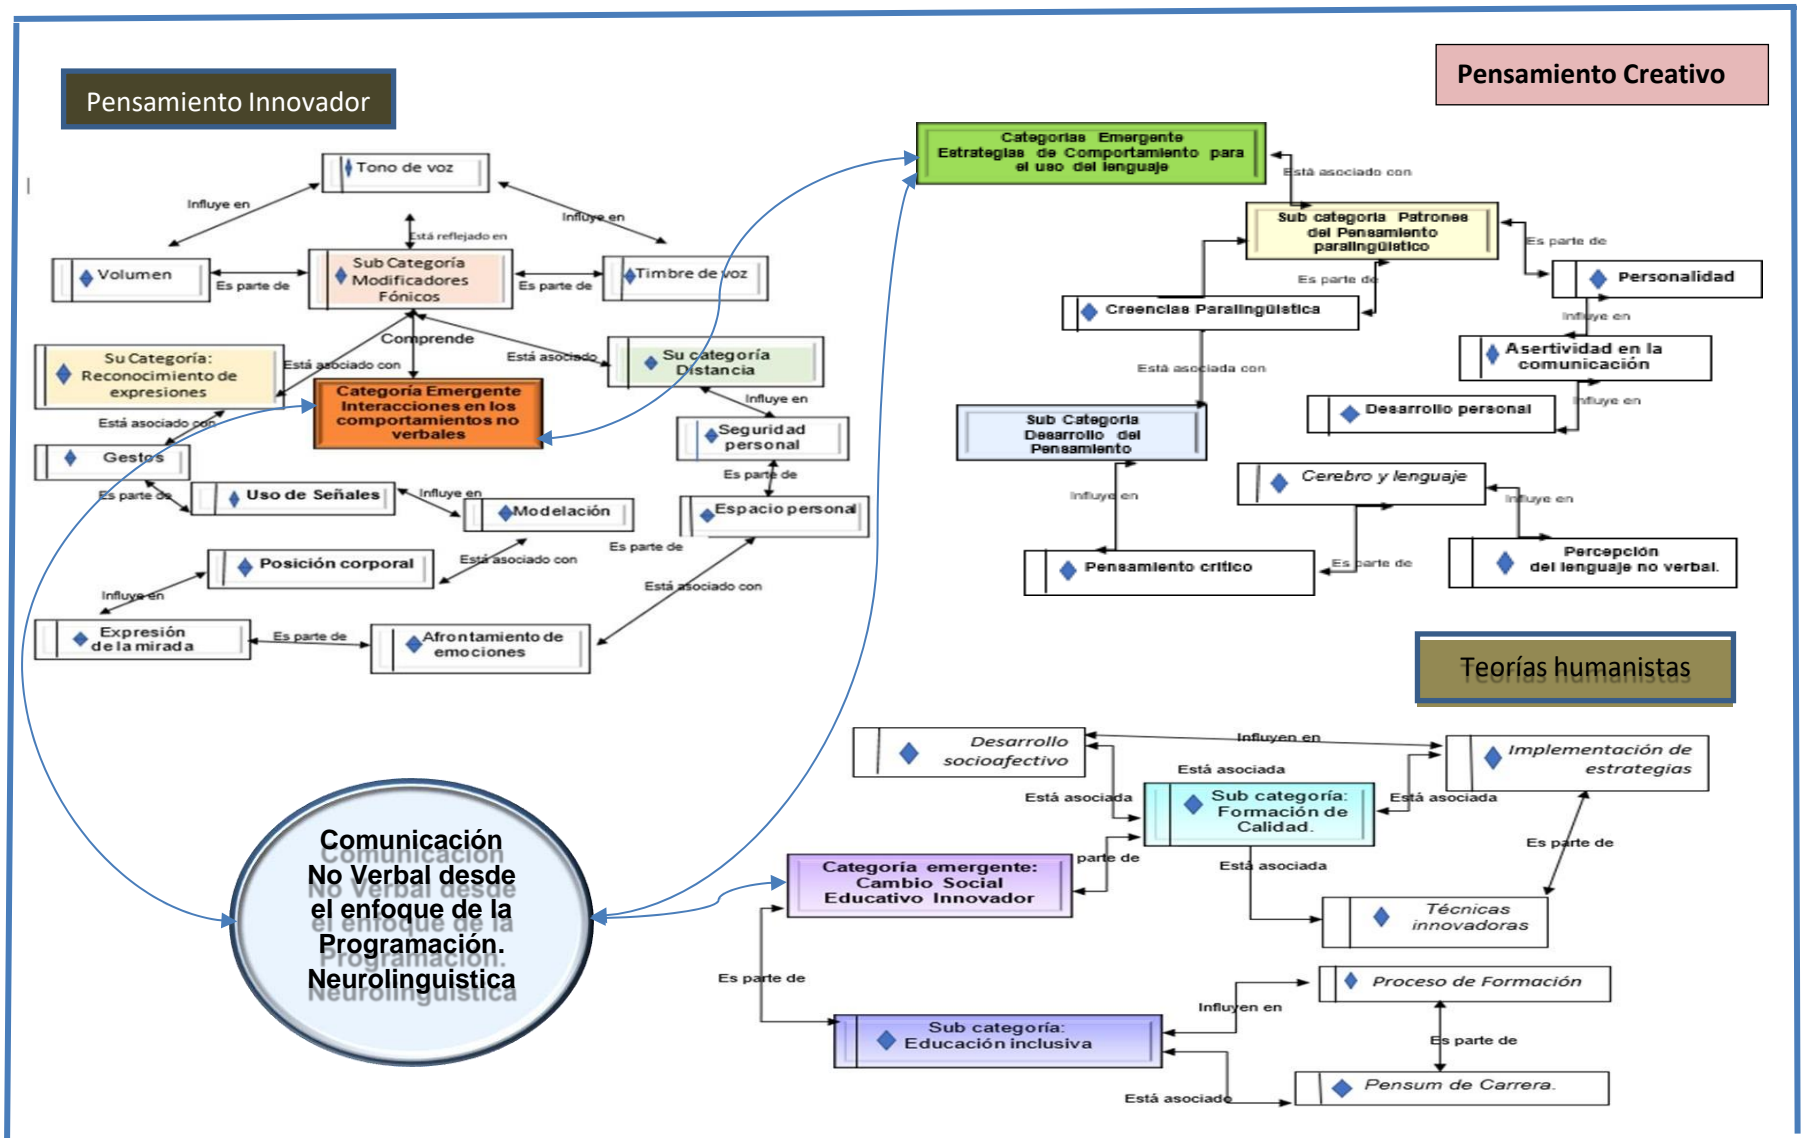 Pensamiento Innovador
Pensamiento Creativo
Tono de voz
Influye en
Influye en
Está reflejado en
Volumen
Es parte de
Sub Categoría
Modificadores
Fónicos
Es parte de
Timbre de voz
Comprende
Su Categoría:
Reconocimiento de
expresiones
Está asociado con
Está asociado
Su categoría
Distancia
Categoría Emergente
Interacciones en los
comportamientos no
verbales
Influye en
Está asociado con
Seguridad
personal
Gestos
Es parte de
Es parte de
Uso de Señales
Influye en
Modelación
Espacio personal
Es parte de
Posición corporal
Está asociado con
Está asociado con
Influye en
Expresión
de la mirada
Es parte de
Afrontamiento de
emociones
Categorias Emergente
Estrategias de Comportamiento para
el uso del lenguaje
Está asociado con
Sub categoria Patrones
del Pensamiento
paralingüistico
Es parte de
Es parte de
Personalidad
Creencias Paralingüistica
Influye en
Asertividad en la
comunicación
Está asociada con
Influye en
Desarrollo personal
Sub Categoria
Desarrollo del
Pensamiento
Cerebro y lenguaje
Influye en
Influye en
Percepción
del lenguaje no verbal.
Pensamiento critico
Es parte de
Teorías humanistas
Desarrollo
socioafectivo
Influyen en
Implementación de
estrategias
Está asociada
Está asociada
Sub categoría:
Formación de
Calidad.
Está asociada
Es parte de
parte de
Está asociada
Categoría emergente:
Cambio Social
Educativo Innovador
Técnicas
innovadoras
Comunicación
No Verbal desde
el enfoque de la
Programación.
Neurolinguistica
Es parte de
Proceso de Formación
Influyen en
Sub categoría:
Educación inclusiva
Es parte de
Pensum de Carrera.
Está asociado